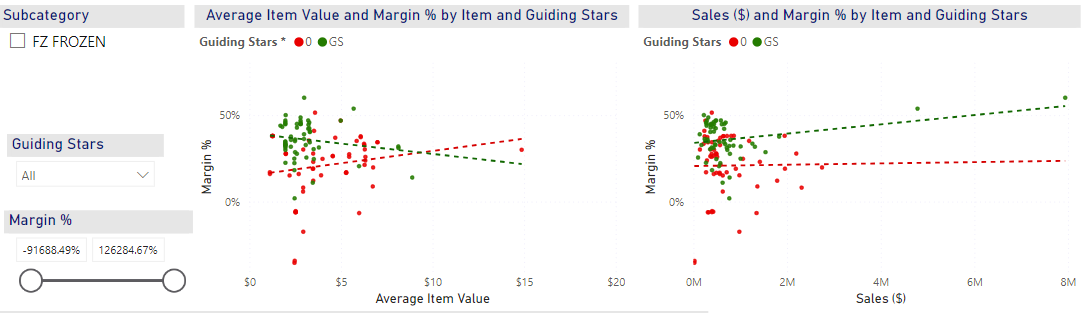 Subcategory
FZ FROZEN
Guiding Stars
All
Margin %
-91688.49%
126284.67%
Average Item Value and Margin % by Item and Guiding Stars
Guiding Stars * 0 GS
Margin %
50%
0%
$0 $5 $10 $15 $20
Average Item Value
Sales ($) and Margin % by Item and Guiding Stars
Guiding Stars 0 GS
Margin %
50%
0%
0M 2M 4M 6M 8M
Sales ($)